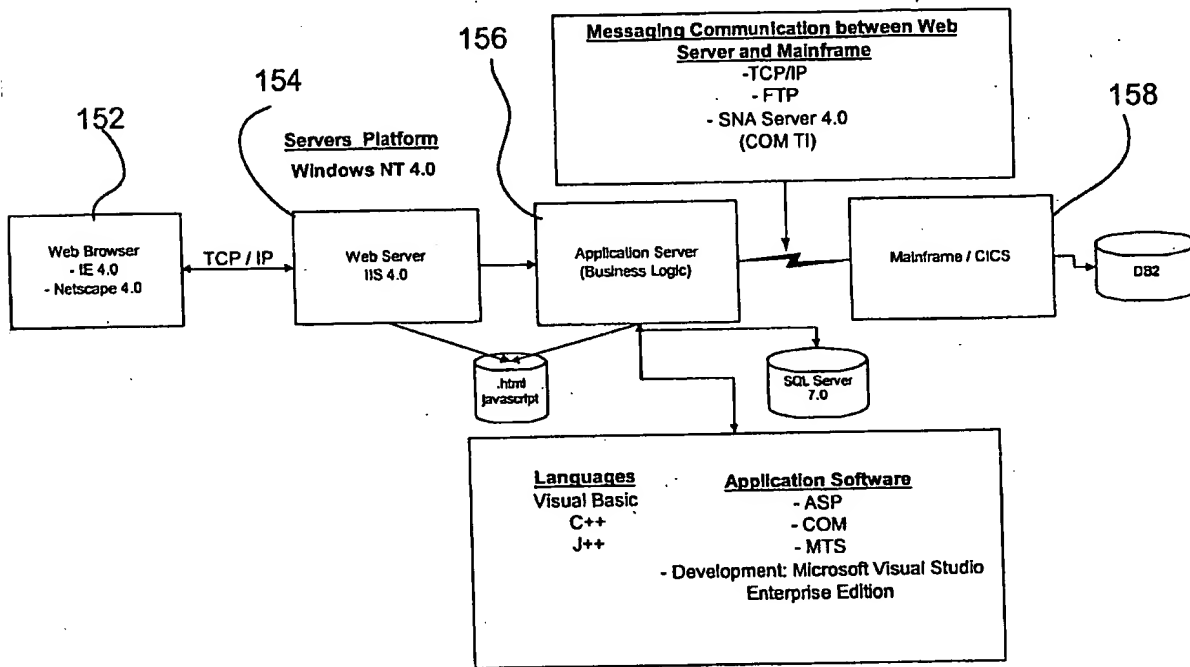 Messaging Communication between Web
Server and Mainframe
-TCP/IP
- FTP
- SNA Server 4.0
(COM TI)
156
154
152
158
Servers Platform
Windows NT 4.0
Web Browser
- IE 4.0
- Netscape 4.0
TCP / IP
Web Server
IIS 4.0
Application Server
(Business Logic)
Mainframe / CICS
DB2
.html
javascript
SQL Server
7.0
Languages
Visual Basic
C++
J++
Application Software
- ASP
- COM
- MTS
- Development: Microsoft Visual Studio
Enterprise Edition